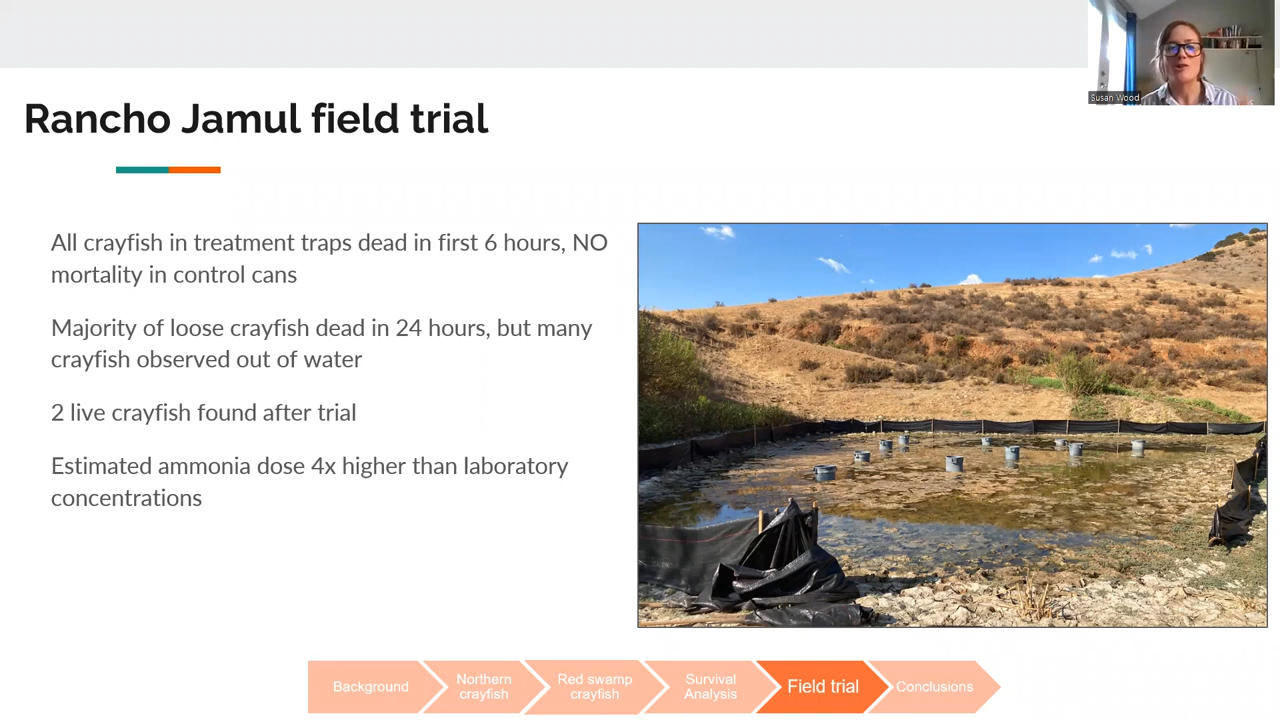 Susan Wood
Rancho Jamul field trial
All crayfish in treatment traps dead in first 6 hours, NO
mortality in control cans
Majority of loose crayfish dead in 24 hours, but many
crayfish observed out of water
2 live crayfish found after trial
Estimated ammonia dose 4x higher than laboratory
concentrations
Background
Northern
crayfish
Red swamp
crayfish
Survival
Analysis
Field trial
Conclusions